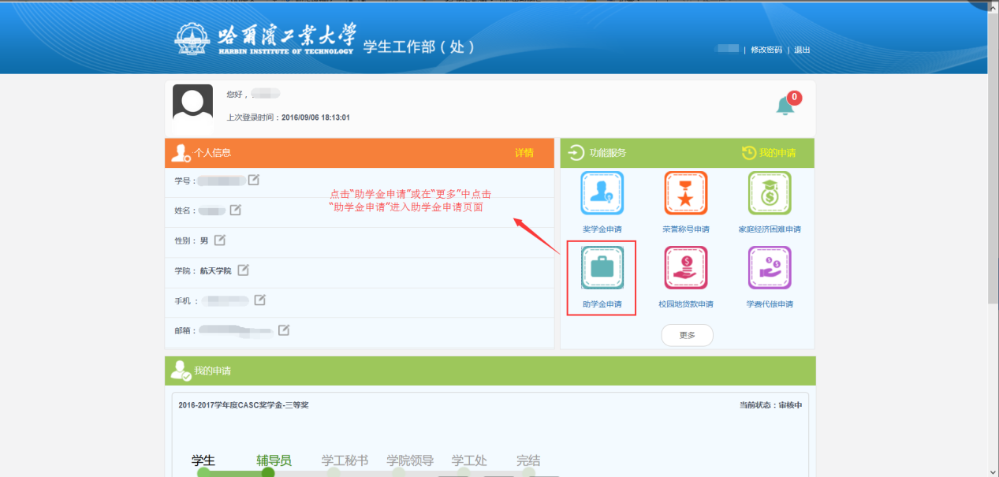 哈爾濱工業大學
HARBIN INSTITUTE OF TECHNOLOGY
学生工作部（处）
| 修改密码 | 退出
您好，
0
上次登录时间：2016/09/06 18:13:01
个人信息
详情
学号：
姓名：
性别： 男
学院： 航天学院
手机：
邮箱：
点击“助学金申请”或在“更多”中点击
“助学金申请”进入助学金申请页面
功能服务
我的申请
奖学金申请
荣誉称号申请
家庭经济困难申请
助学金申请
校园地贷款申请
学费代偿申请
更多
我的申请
2016-2017学年度CASC奖学金-三等奖
当前状态：审核中
学生
辅导员
学工秘书
学院领导
学工处
完结